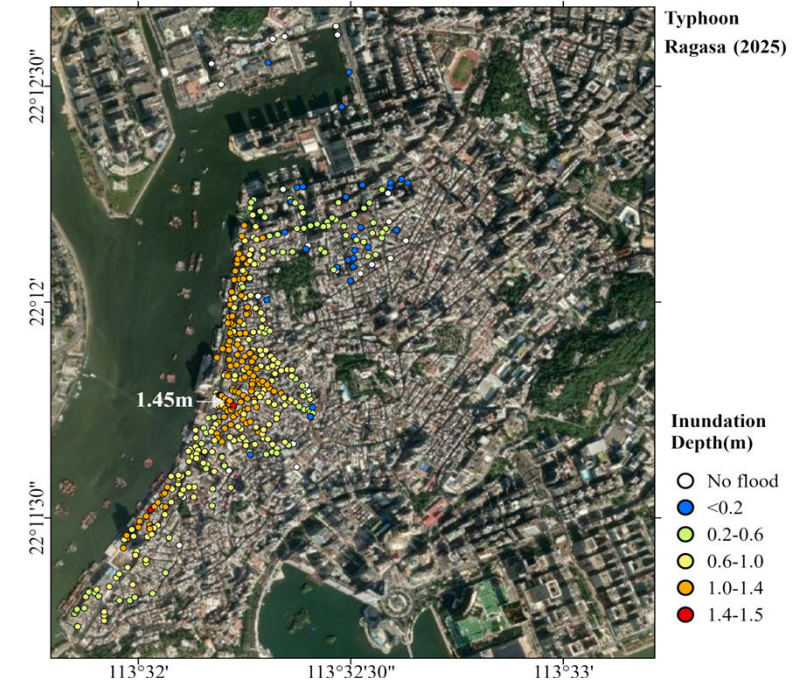 Typhoon
Ragasa (2025)
22°12'30"
22°12'
22°11'30"
1.45m
113°32'
113°32'30"
113°33'
Inundation
Depth(m)
No flood
<0.2
0.2-0.6
0.6-1.0
1.0-1.4
1.4-1.5